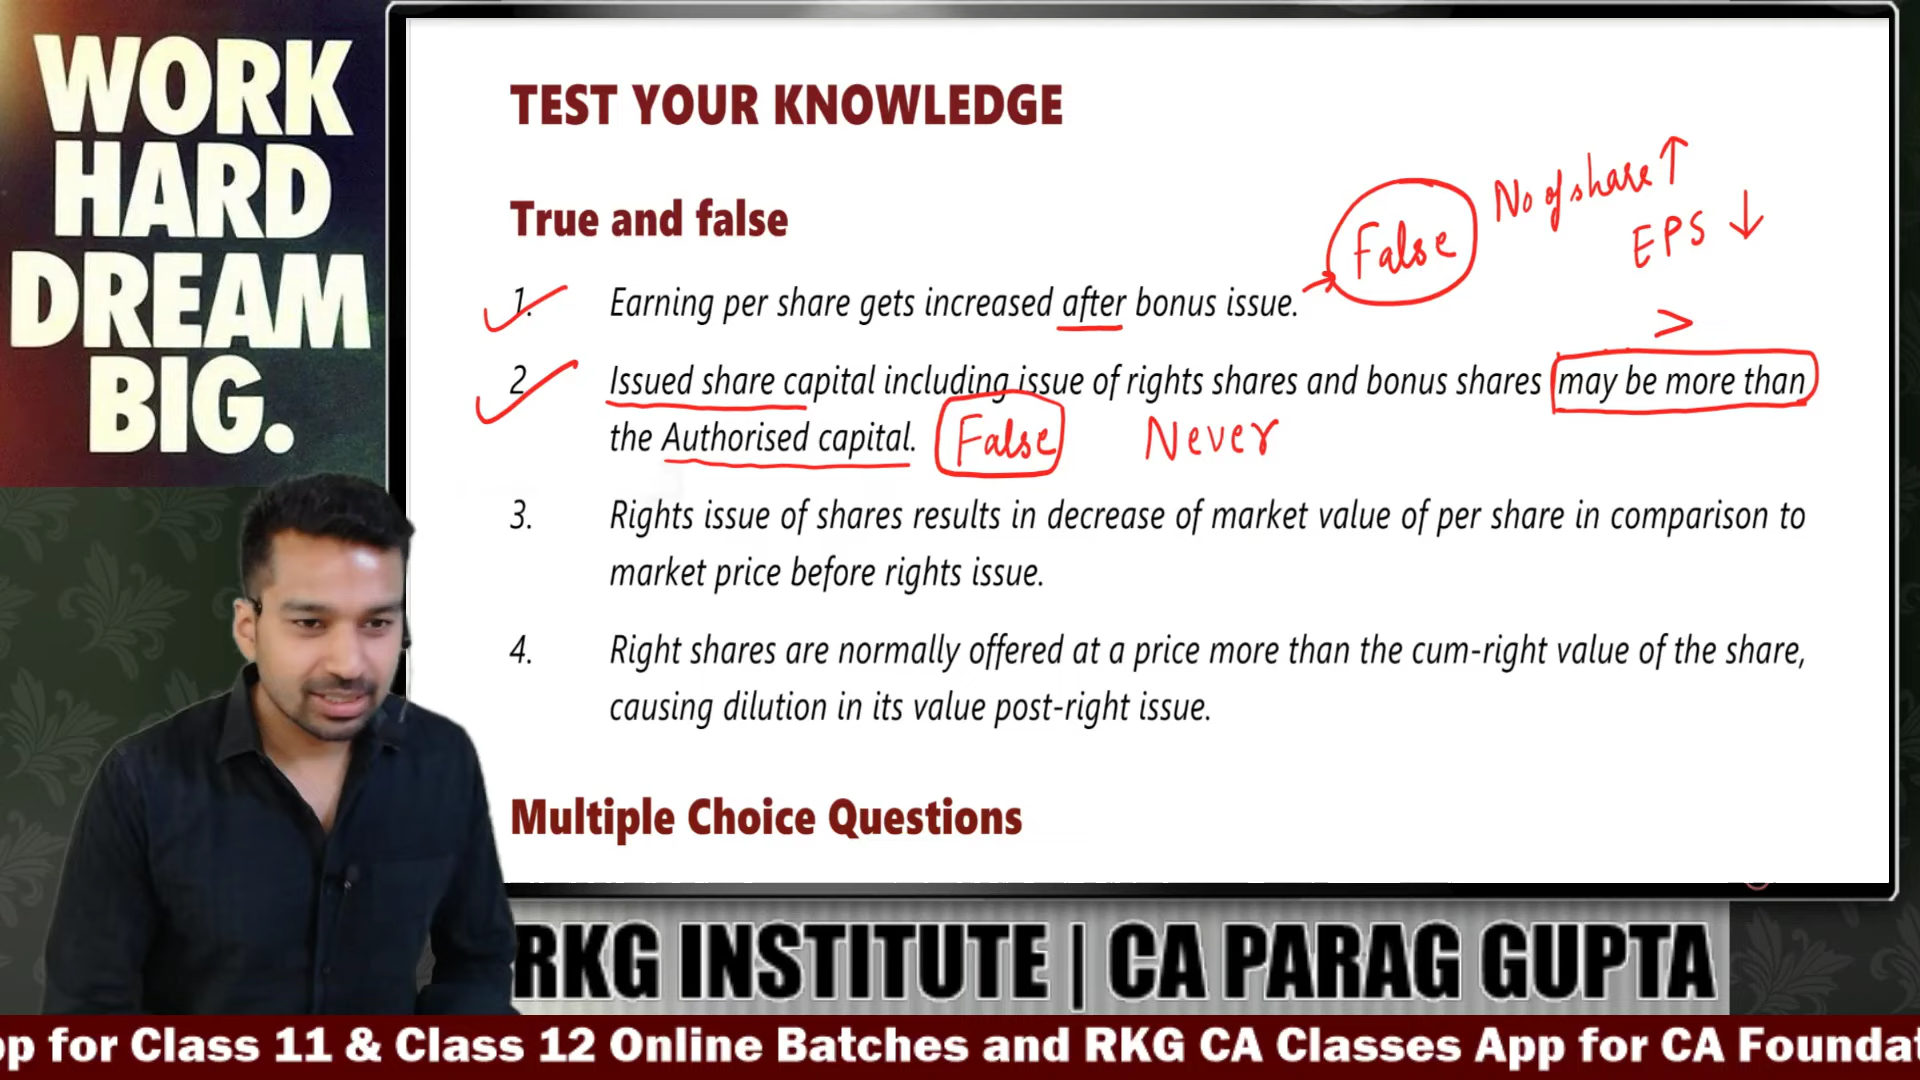 WORK
HARD
DREAM
BIG.
TEST YOUR KNOWLEDGE
True and false
No of share ↑
EPS ↓
False
1. Earning per share gets increased after bonus issue.
>
2 Issued share capital including issue of rights shares and bonus shares may be more than
the Authorised capital. False Never
3. Rights issue of shares results in decrease of market value of per share in comparison to
market price before rights issue.
4. Right shares are normally offered at a price more than the cum-right value of the share,
causing dilution in its value post-right issue.
Multiple Choice Questions
RKG INSTITUTE | CA PARAG GUPTA
pp for Class 11 & Class 12 Online Batches and RKG CA Classes App for CA Foundat